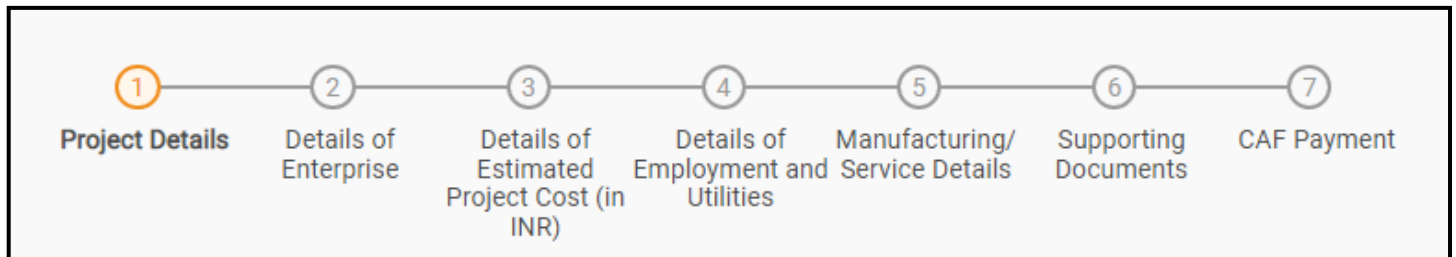 1
2
3
4
5
6
7
Project Details
Details of
Enterprise
Details of
Estimated
Project Cost (in
INR)
Details of
Employment and
Utilities
Manufacturing/
Service Details
Supporting
Documents
CAF Payment